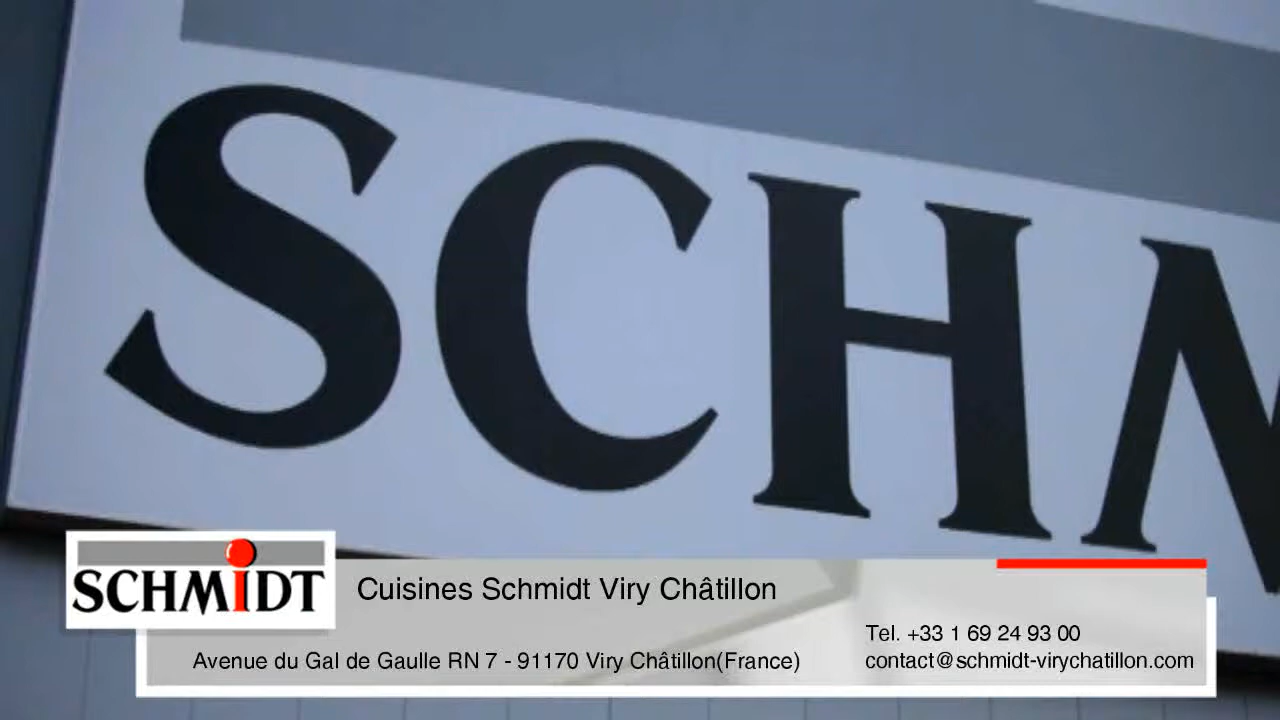 SCHM
SCHMiDT
Cuisines Schmidt Viry Châtillon
Tel. +33 1 69 24 93 00
Avenue du Gal de Gaulle RN 7 - 91170 Viry Châtillon(France)
contact@schmidt-virychatillon.com